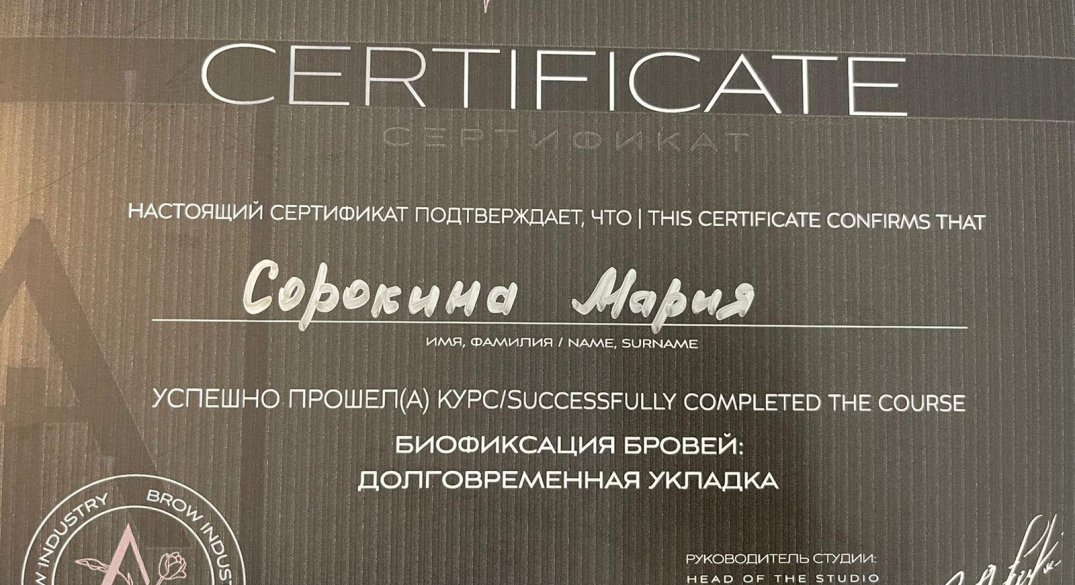 CERTIFICATE
СЕРТИФИКАТ
НАСТОЯЩИЙ СЕРТИФИКАТ ПОДТВЕРЖДАЕТ, ЧТО | THIS CERTIFICATE CONFIRMS THAT
Сорокина Мария
ИМЯ, ФАМИЛИЯ / NAME, SURNAME
УСПЕШНО ПРОШЕЛ(А) КУРС/SUCCESSFULLY COMPLETED THE COURSE
БИОФИКСАЦИЯ БРОВЕЙ:
ДОЛГОВРЕМЕННАЯ УКЛАДКА
INDUSTRY BROW
РУКОВОДИТЕЛЬ СТУДИИ:
HEAD OF THE STUDIO